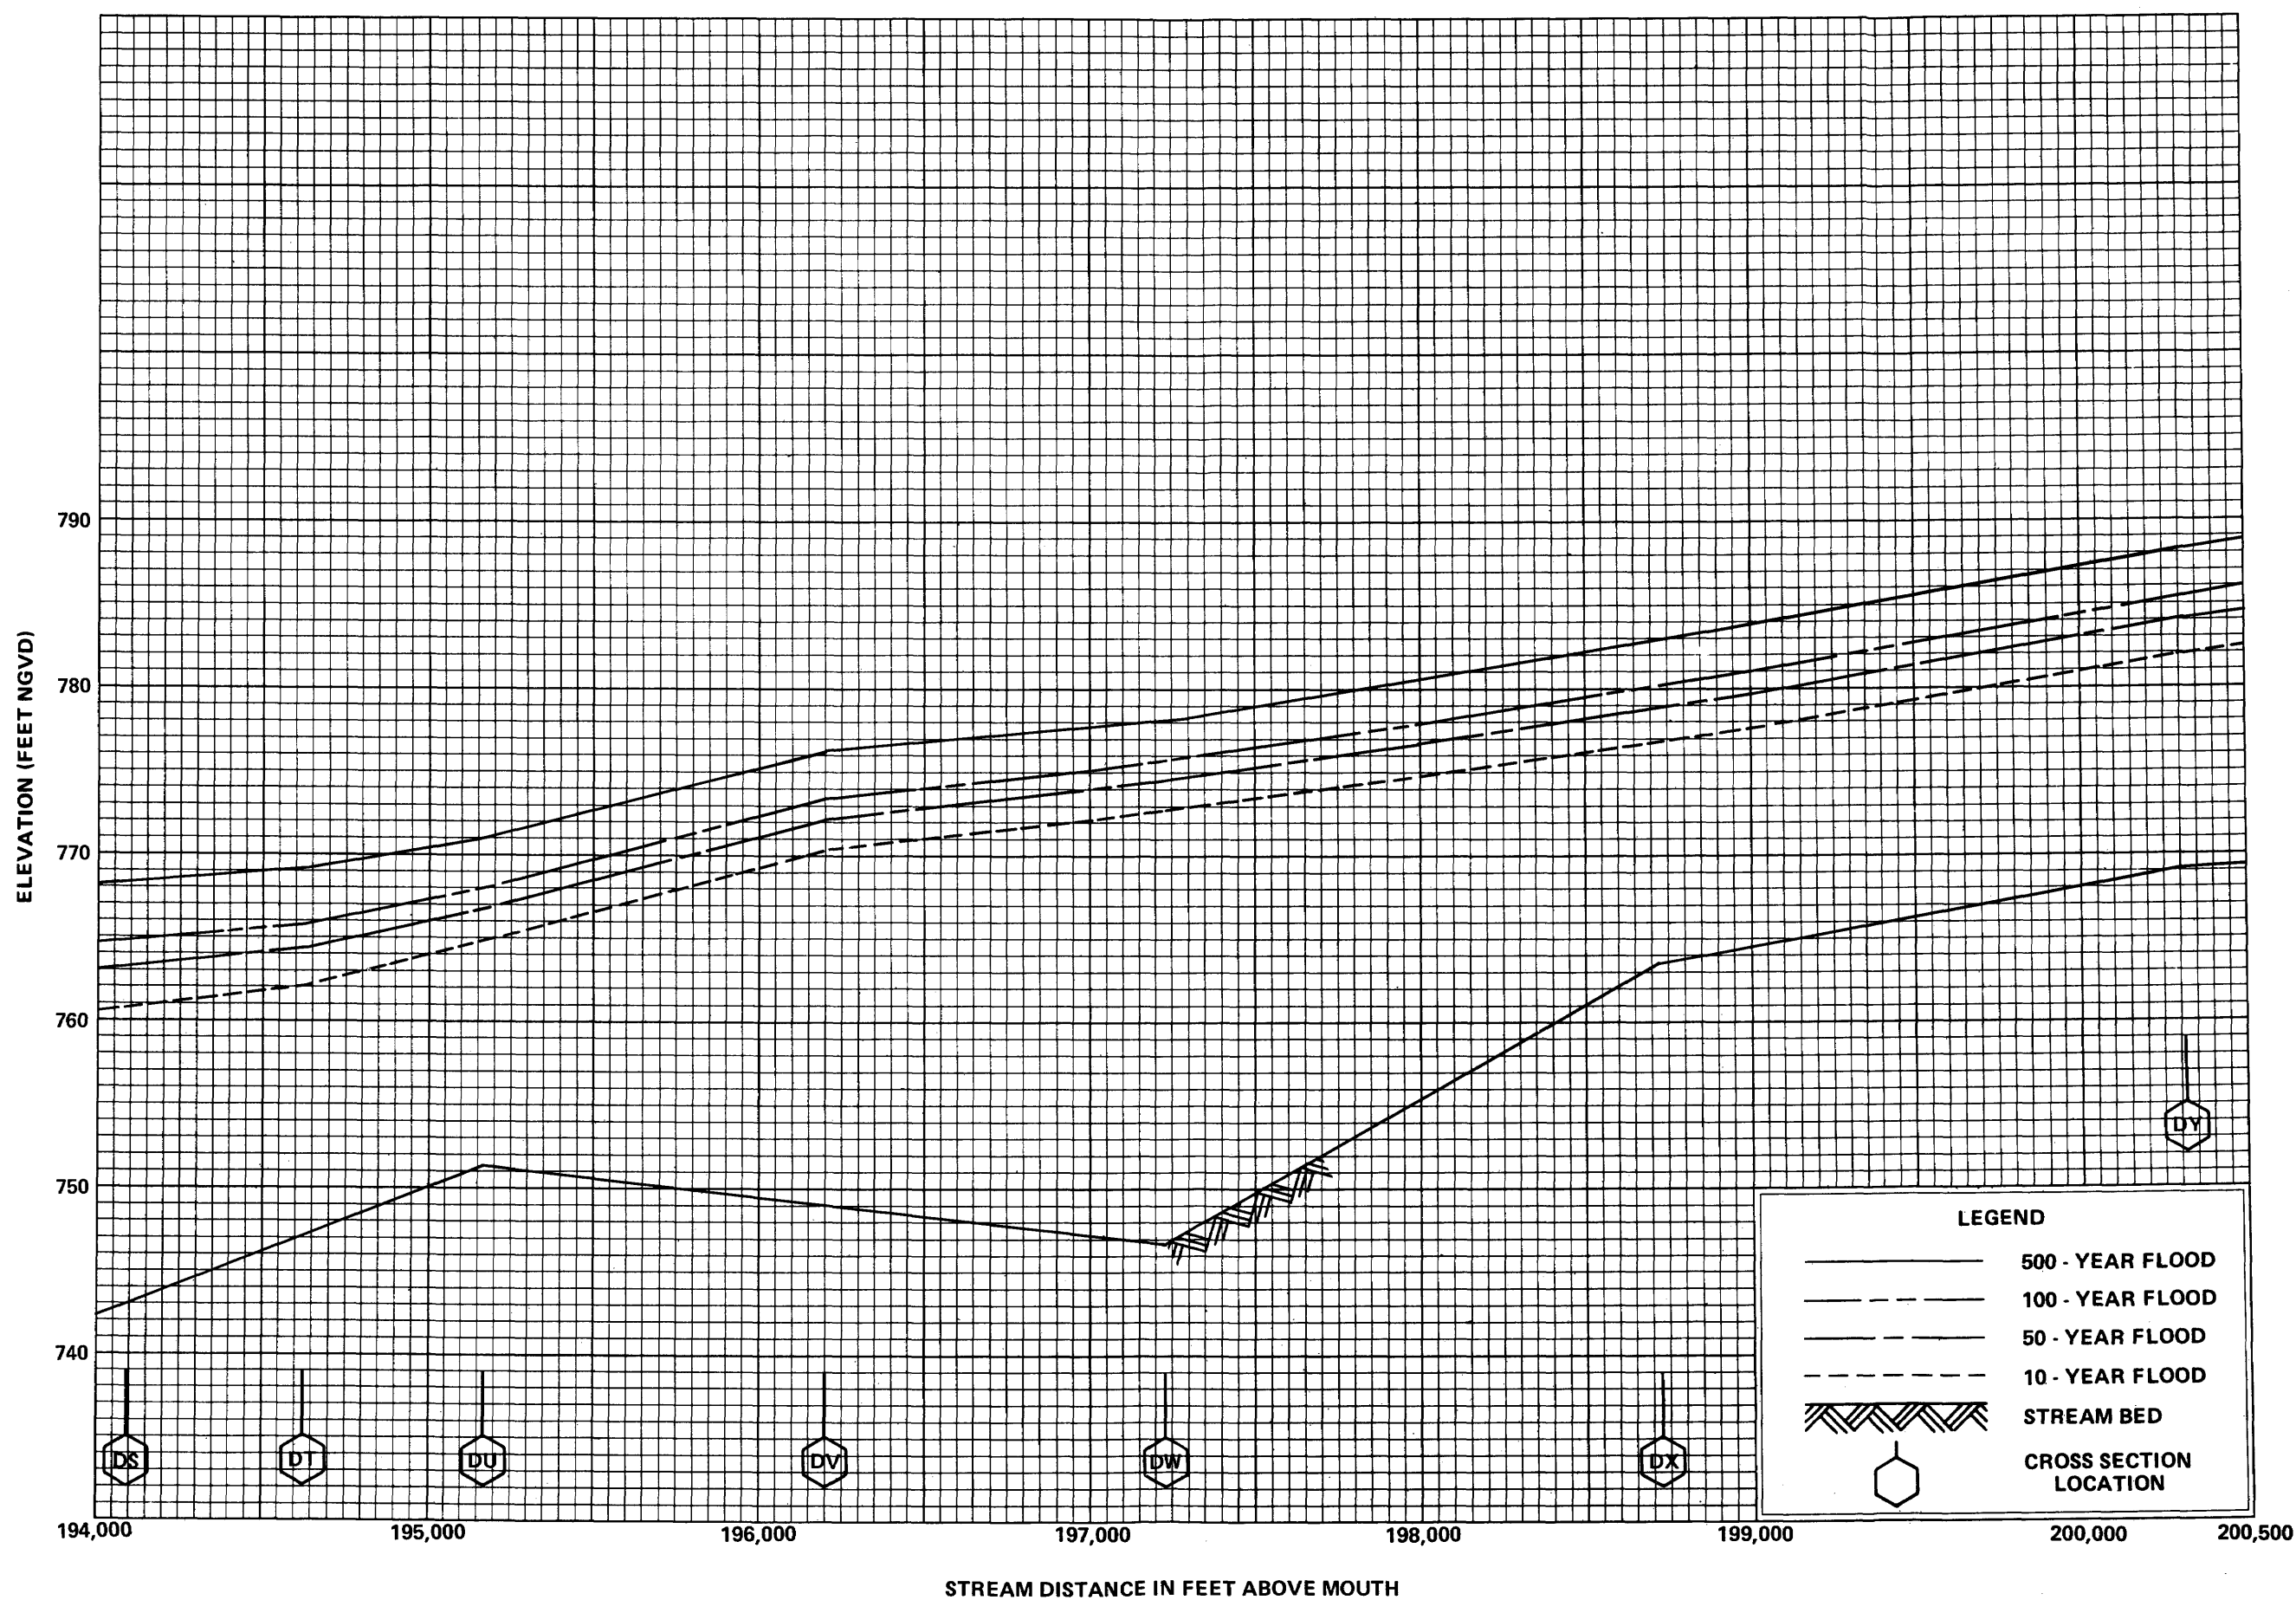 790
780
770
760
750
740
ELEVATION (FEET NGVD)
DS
DT
DU
DV
DW
DX
DY
LEGEND
500 - YEAR FLOOD
100 - YEAR FLOOD
50 - YEAR FLOOD
10 - YEAR FLOOD
STREAM BED
CROSS SECTION
LOCATION
194,000
195,000
196,000
197,000
198,000
199,000
200,000
200,500
STREAM DISTANCE IN FEET ABOVE MOUTH